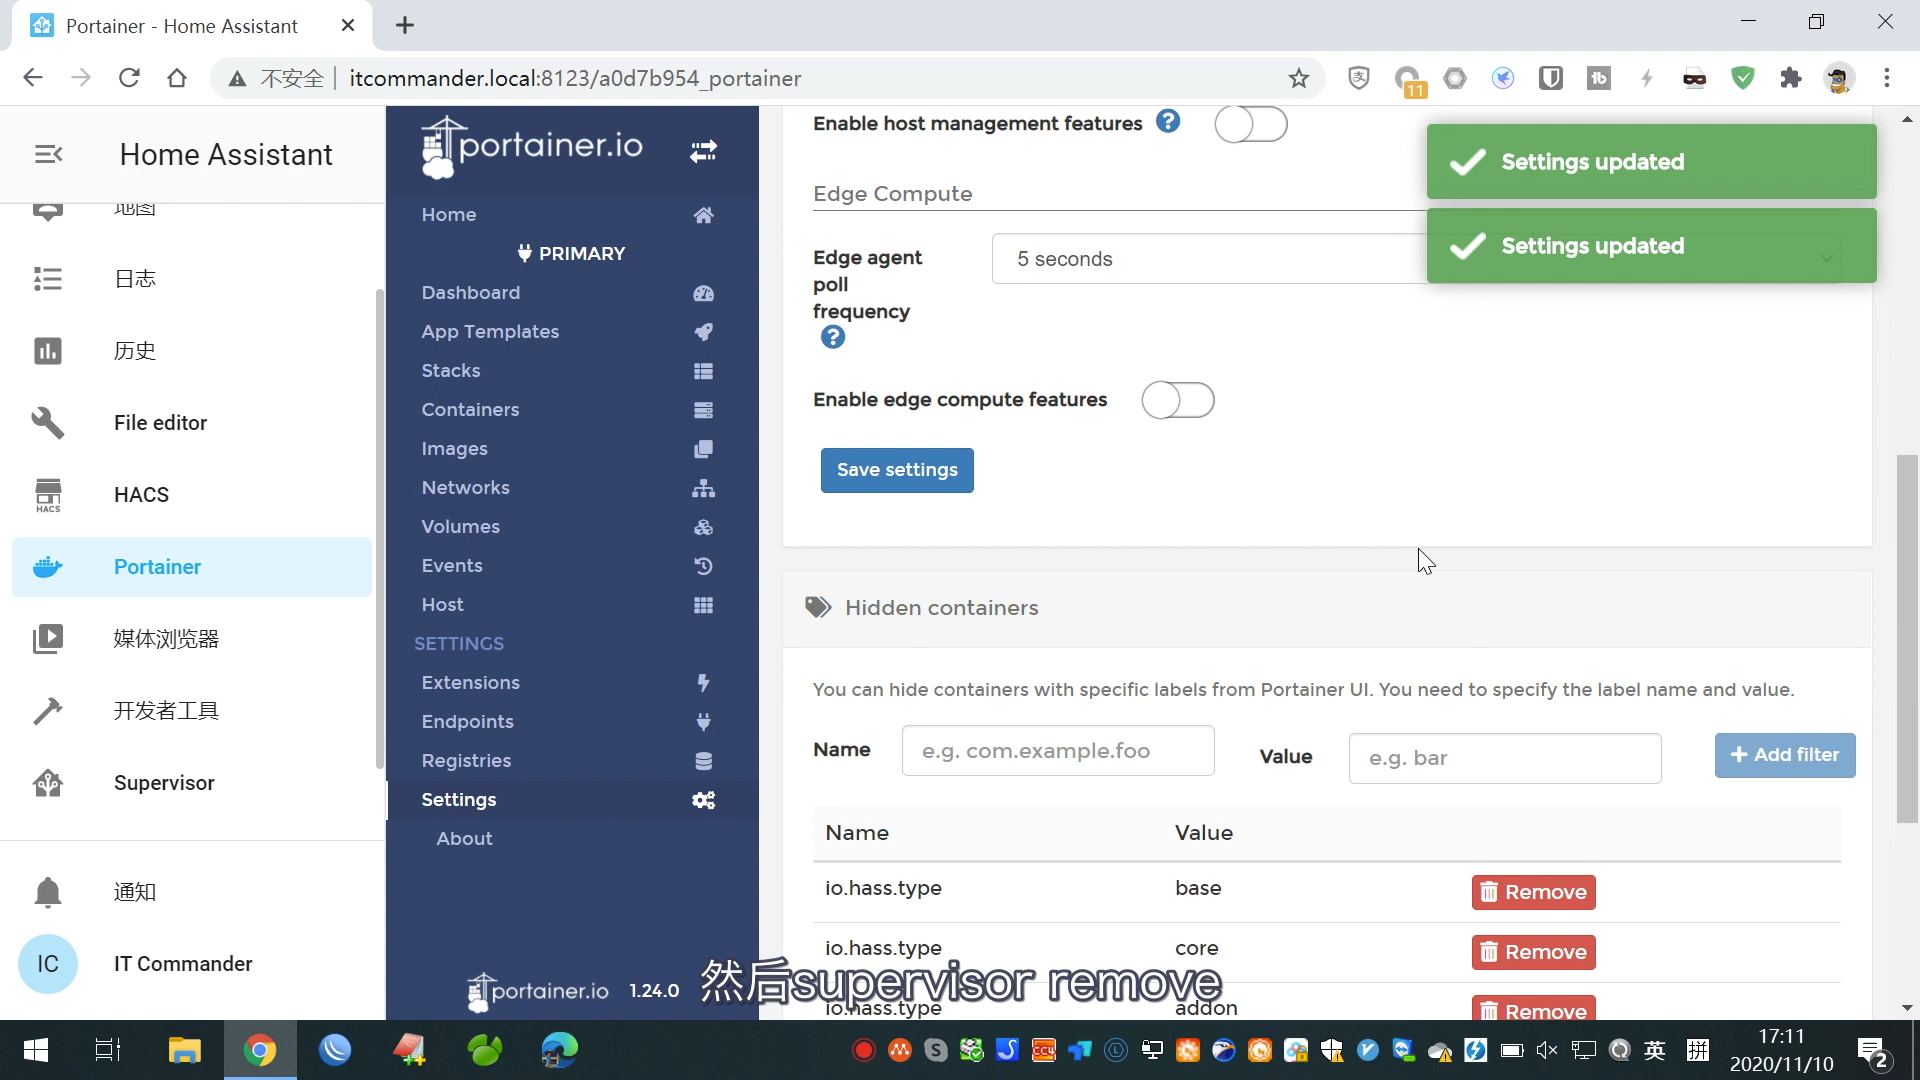 Portainer - Home Assistant
不安全
itcommander.local:8123/a0d7b954_portainer
11
Home Assistant
地图
日志
历史
File editor
HACS
HACS
Portainer
媒体浏览器
开发者工具
Supervisor
通知
IC
IT Commander
portainer.io
Home
PRIMARY
Dashboard
App Templates
Stacks
Containers
Images
Networks
Volumes
Events
Host
SETTINGS
Extensions
Endpoints
Registries
Settings
About
portainer.io 1.24.0
Enable host management features
Settings updated
Settings updated
Edge Compute
Edge agent
poll
frequency
5 seconds
Enable edge compute features
Save settings
Hidden containers
You can hide containers with specific labels from Portainer UI. You need to specify the label name and value.
Name
e.g. com.example.foo
Value
e.g. bar
Add filter
Name Value
io.hass.type base Remove
io.hass.type core Remove
io.hass.type addon Remove
然后supervisor remove
英
拼
17:11
2020/11/10
2